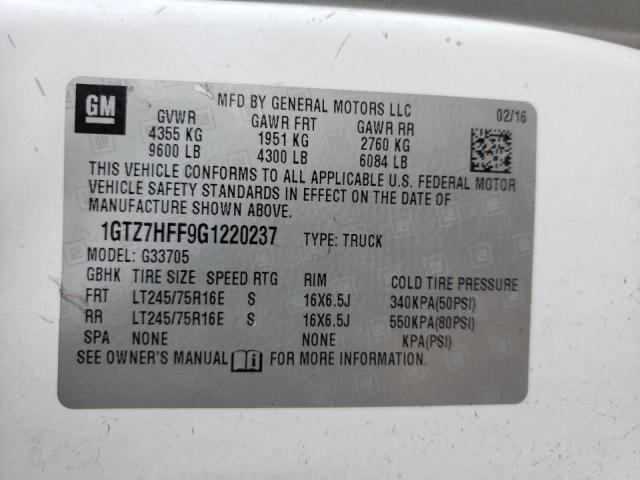 GM
MFD BY GENERAL MOTORS LLC 02/16
GVWR GAWR FRT GAWR RR
4355 KG 1951 KG 2760 KG
9600 LB 4300 LB 6084 LB
THIS VEHICLE CONFORMS TO ALL APPLICABLE U.S. FEDERAL MOTOR
VEHICLE SAFETY STANDARDS IN EFFECT ON THE DATE OF
MANUFACTURE SHOWN ABOVE.
1GTZ7HFF9G1220237 TYPE: TRUCK
MODEL: G33705
GBHK TIRE SIZE SPEED RTG RIM COLD TIRE PRESSURE
FRT LT245/75R16E S 16X6.5J 340KPA(50PSI)
RR LT245/75R16E S 16X6.5J 550KPA(80PSI)
SPA NONE NONE KPA(PSI)
SEE OWNER'S MANUAL i FOR MORE INFORMATION.